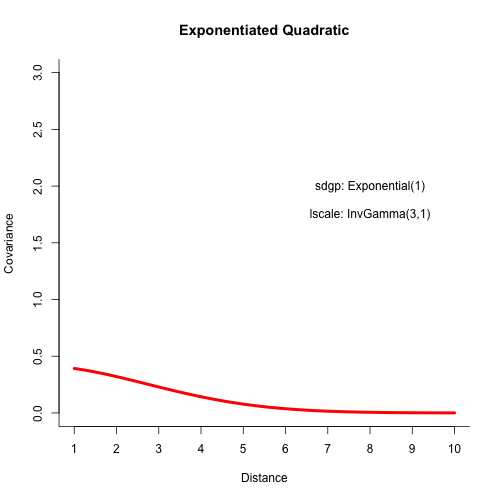 Exponentiated Quadratic
3.0
2.5
sdgp: Exponential(1)
2.0
lscale: InvGamma(3,1)
Covariance
1.5
1.0
0.5
0.0
1 2 3 4 5 6 7 8 9 10
Distance